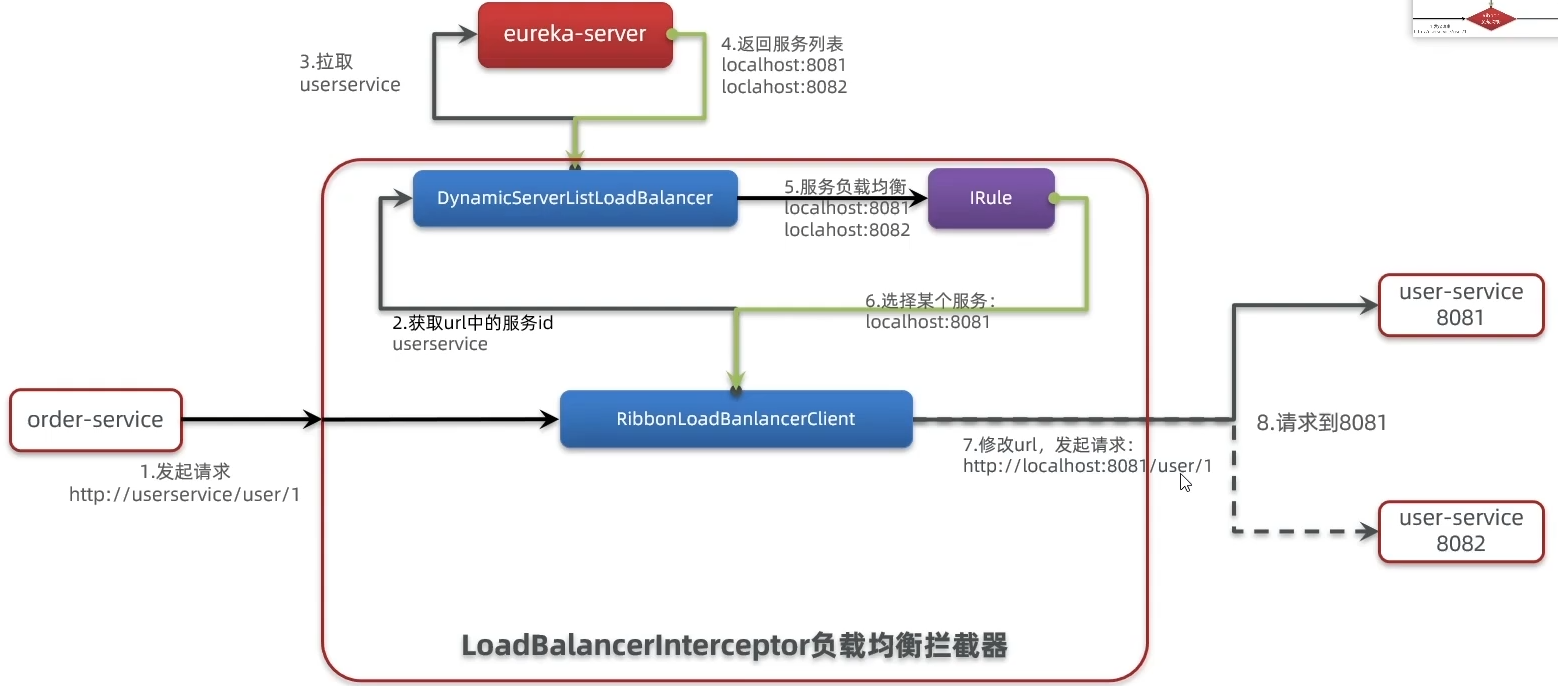 eureka-server
3.拉取
userservice
4.返回服务列表
localhost:8081
loclahost:8082
DynamicServerListLoadBalancer
5.服务负载均衡
localhost:8081
loclahost:8082
IRule
2.获取url中的服务id
userservice
6.选择某个服务：
localhost:8081
order-service
1.发起请求
http://userservice/user/1
RibbonLoadBanlancerClient
7.修改url，发起请求：
http://localhost:8081/user/1
8.请求到8081
user-service
8081
user-service
8082
LoadBalancerInterceptor负载均衡拦截器